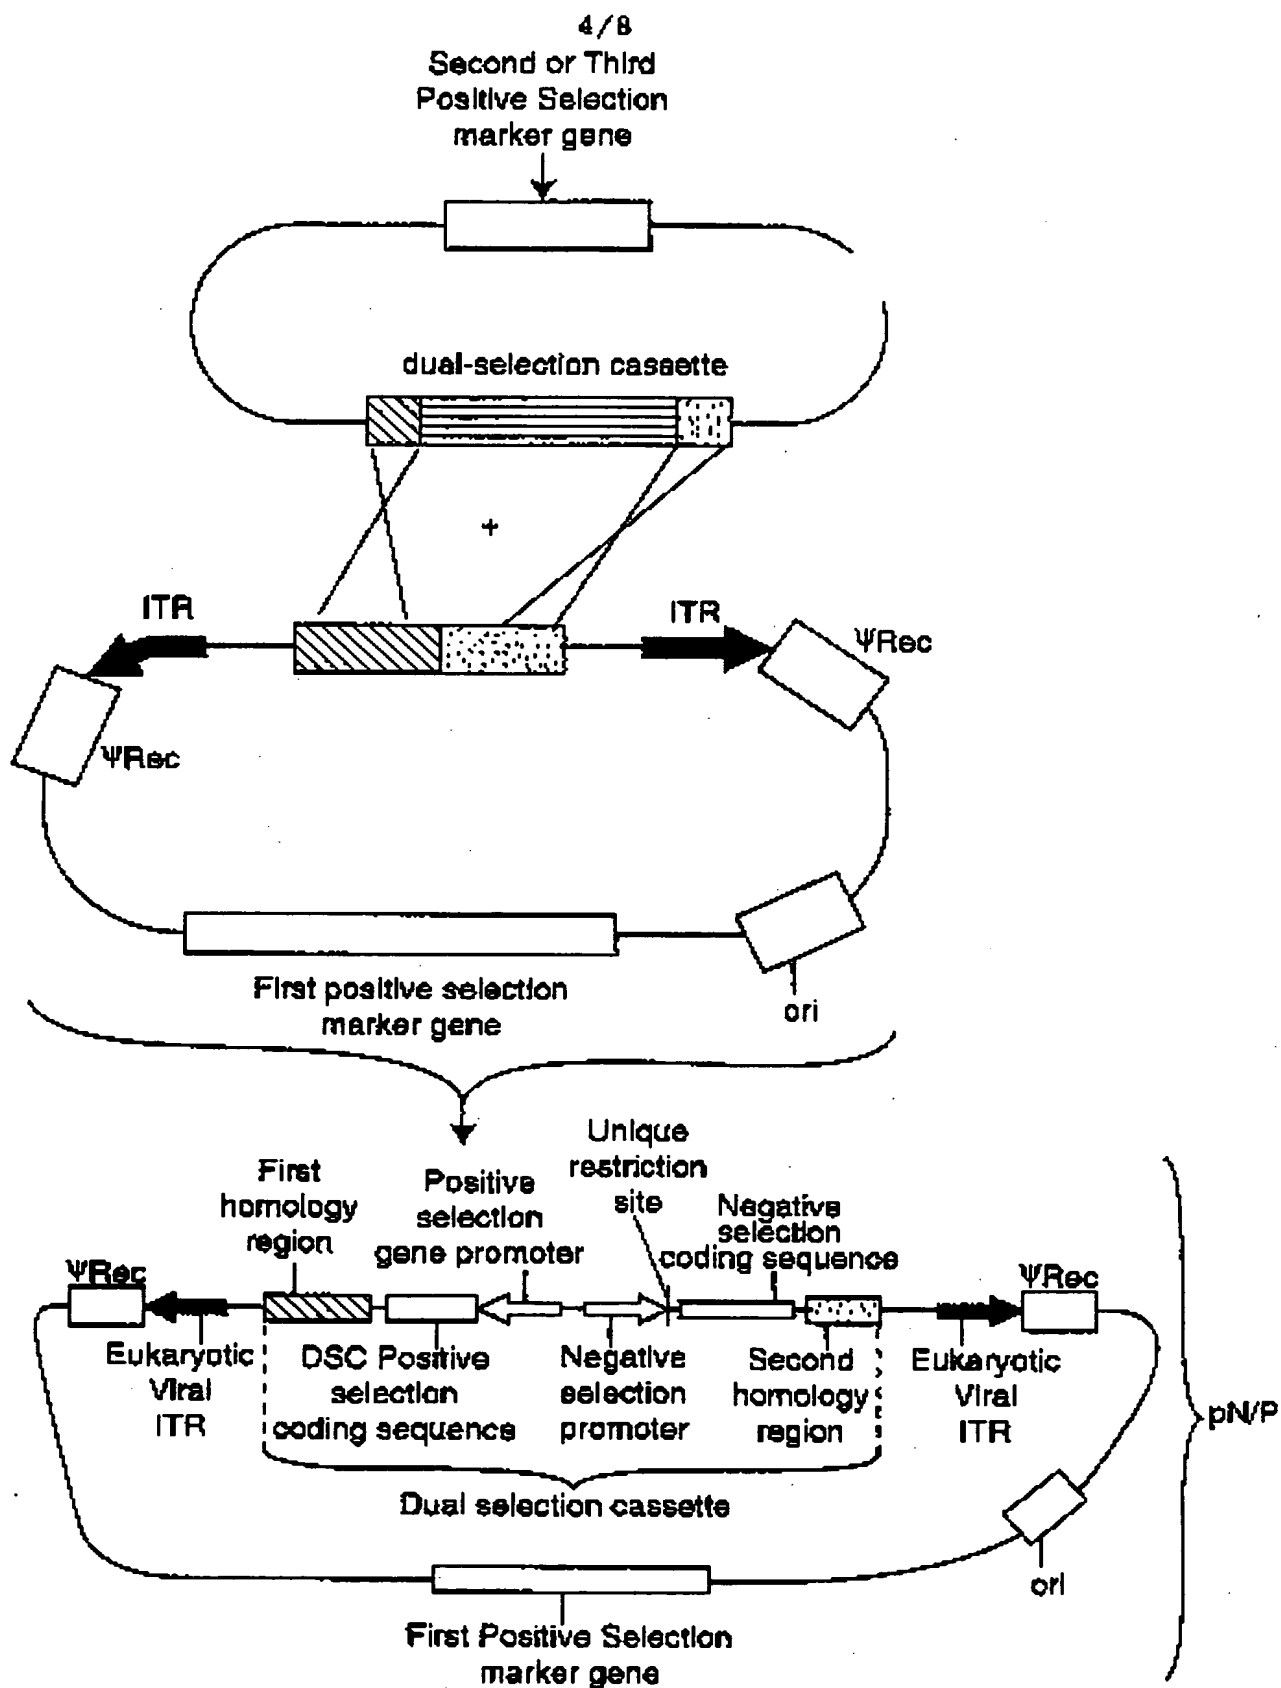 4/8
Second or Third
Positive Selection
marker gene
dual-selection cassette
+
ITR
ITR
ΨRec
ΨRec
First positive selection
marker gene
ori
Unique
restriction
site
First
homology
region
Positive
selection
gene promoter
Negative
selection
coding sequence
ΨRec
ΨRec
Eukaryotic
Viral
ITR
DSC Positive
selection
coding sequence
Negative
selection
promoter
Second
homology
region
Eukaryotic
Viral
ITR
pN/P
Dual selection cassette
ori
First Positive Selection
marker gene